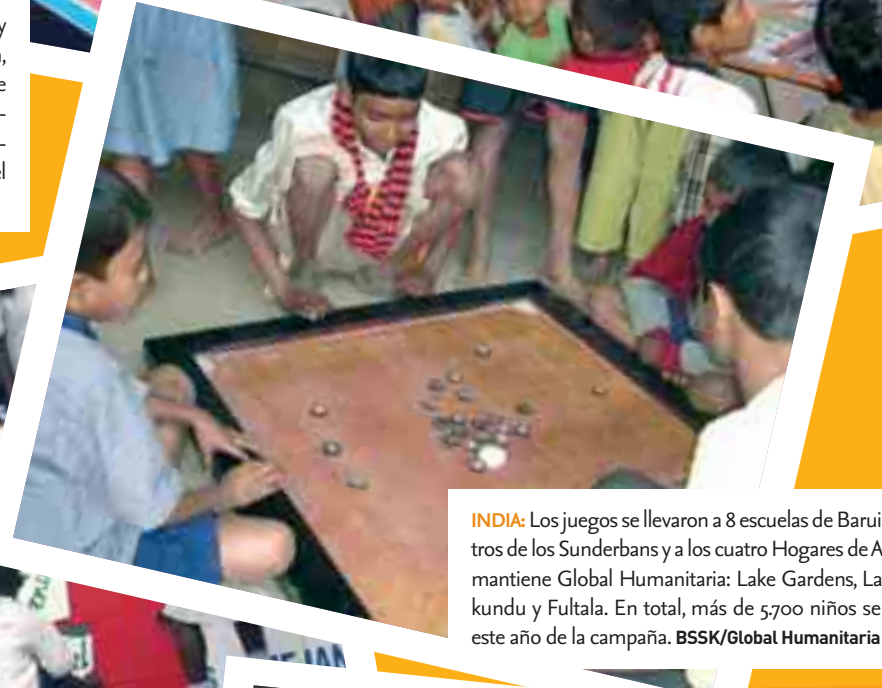 y
e
-
-
el
INDIA: Los juegos se llevaron a 8 escuelas de Barui
tros de los Sunderbans y a los cuatro Hogares de A
mantiene Global Humanitaria: Lake Gardens, La
kundu y Fultala. En total, más de 5.700 niños se
este año de la campaña. BSSK/Global Humanitaria